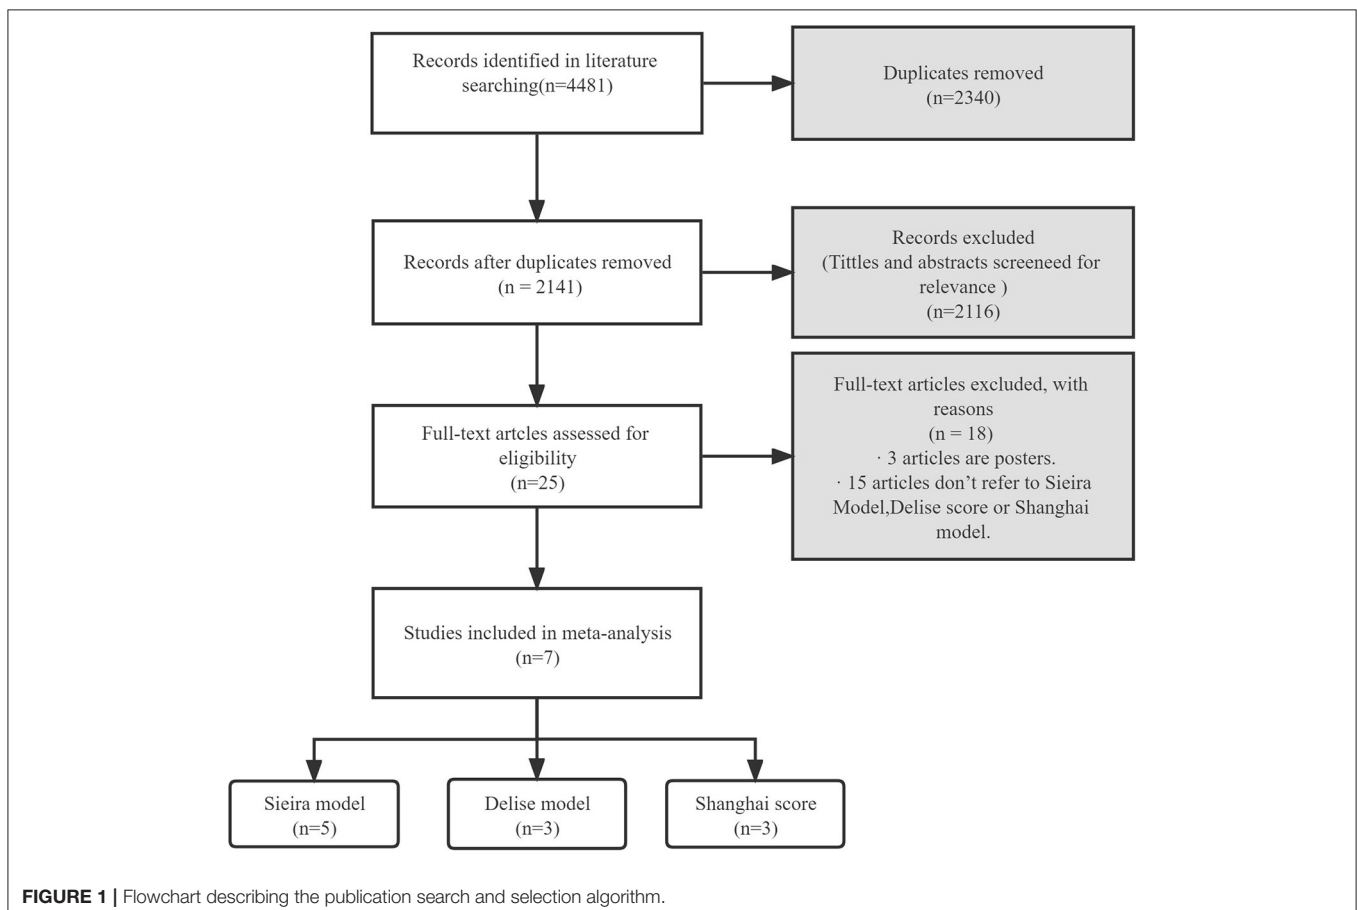 Records identified in literature
searching(n=4481)
Duplicates removed
(n=2340)
Records after duplicates removed
(n = 2141)
Records excluded
(Tittles and abstracts screeneed for
relevance )
(n=2116)
Full-text artcles assessed for
eligibility
(n=25)
Full-text articles excluded, with
reasons
(n = 18)
· 3 articles are posters.
· 15 articles don't refer to Sieira
Model,Delise score or Shanghai
model.
Studies included in meta-analysis
(n=7)
Sieira model
(n=5)
Delise model
(n=3)
Shanghai score
(n=3)
FIGURE 1 | Flowchart describing the publication search and selection algorithm.